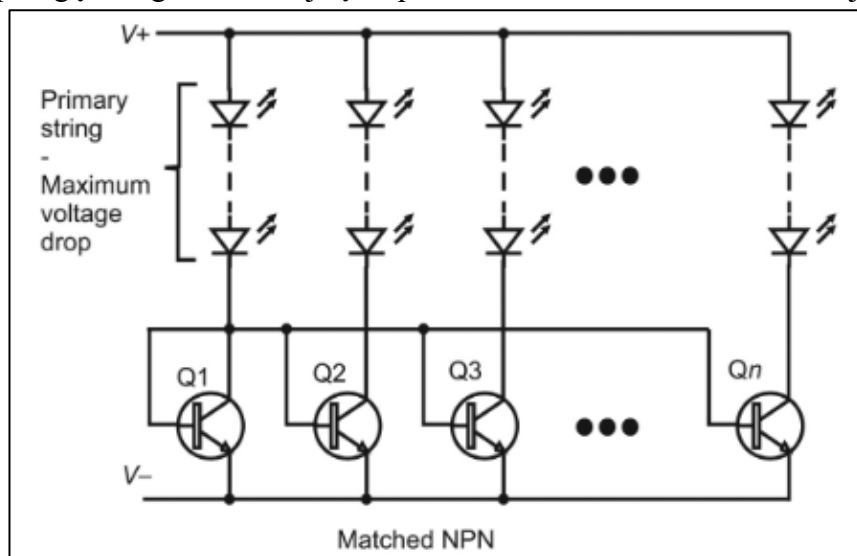 V+
Primary
string
-
Maximum
voltage
drop
Q1
Q2
Q3
Qn
V–
Matched NPN